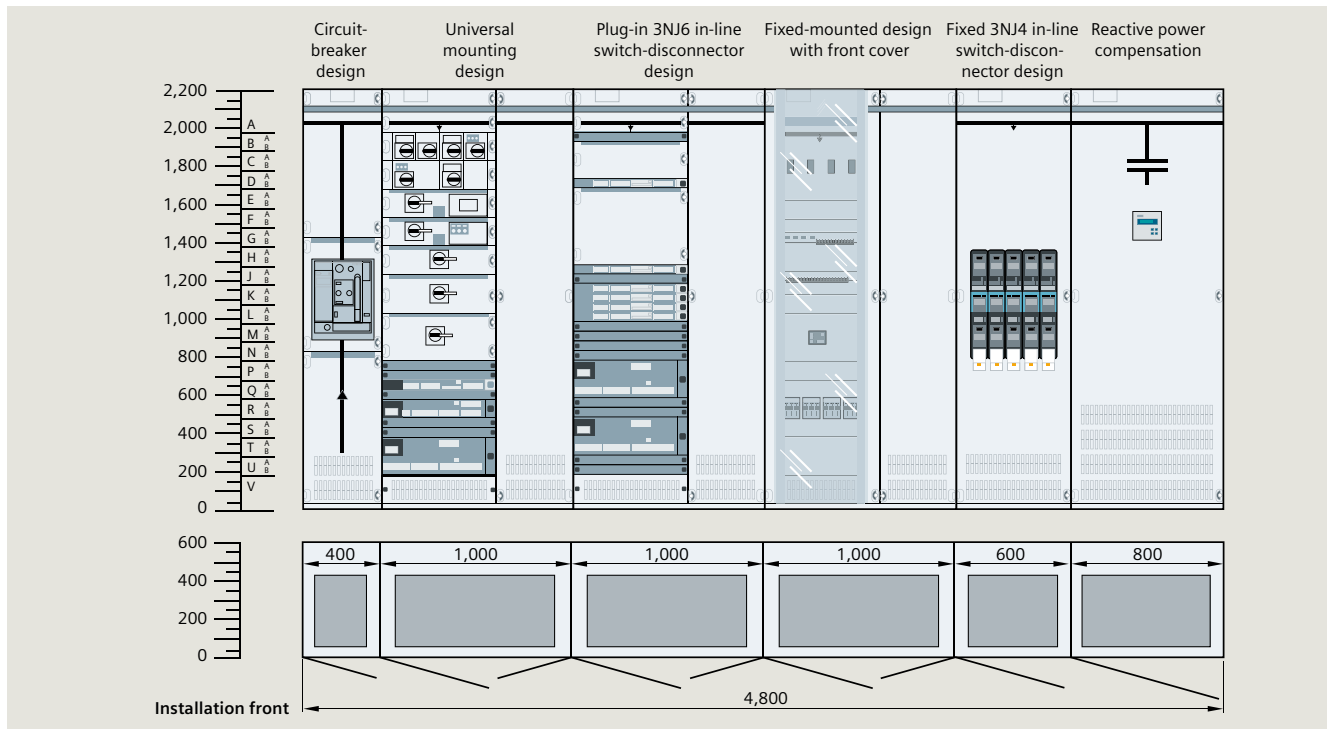 Circuit-
breaker
design
Universal
mounting
design
Plug-in 3NJ6 in-line
switch-disconnector
design
Fixed-mounted design
with front cover
Fixed 3NJ4 in-line
switch-discon-
nector design
Reactive power
compensation
2,200
2,000
1,800
1,600
1,400
1,200
1,000
800
600
400
200
0
A
B A B
C A B
D A B
E A B
F A B
G A B
H A B
J A B
K A B
L A B
M A B
N A B
P A B
Q A B
R A B
S A B
T A B
U A B
V
600
400
200
0
400
1,000
1,000
1,000
600
800
4,800
Installation front